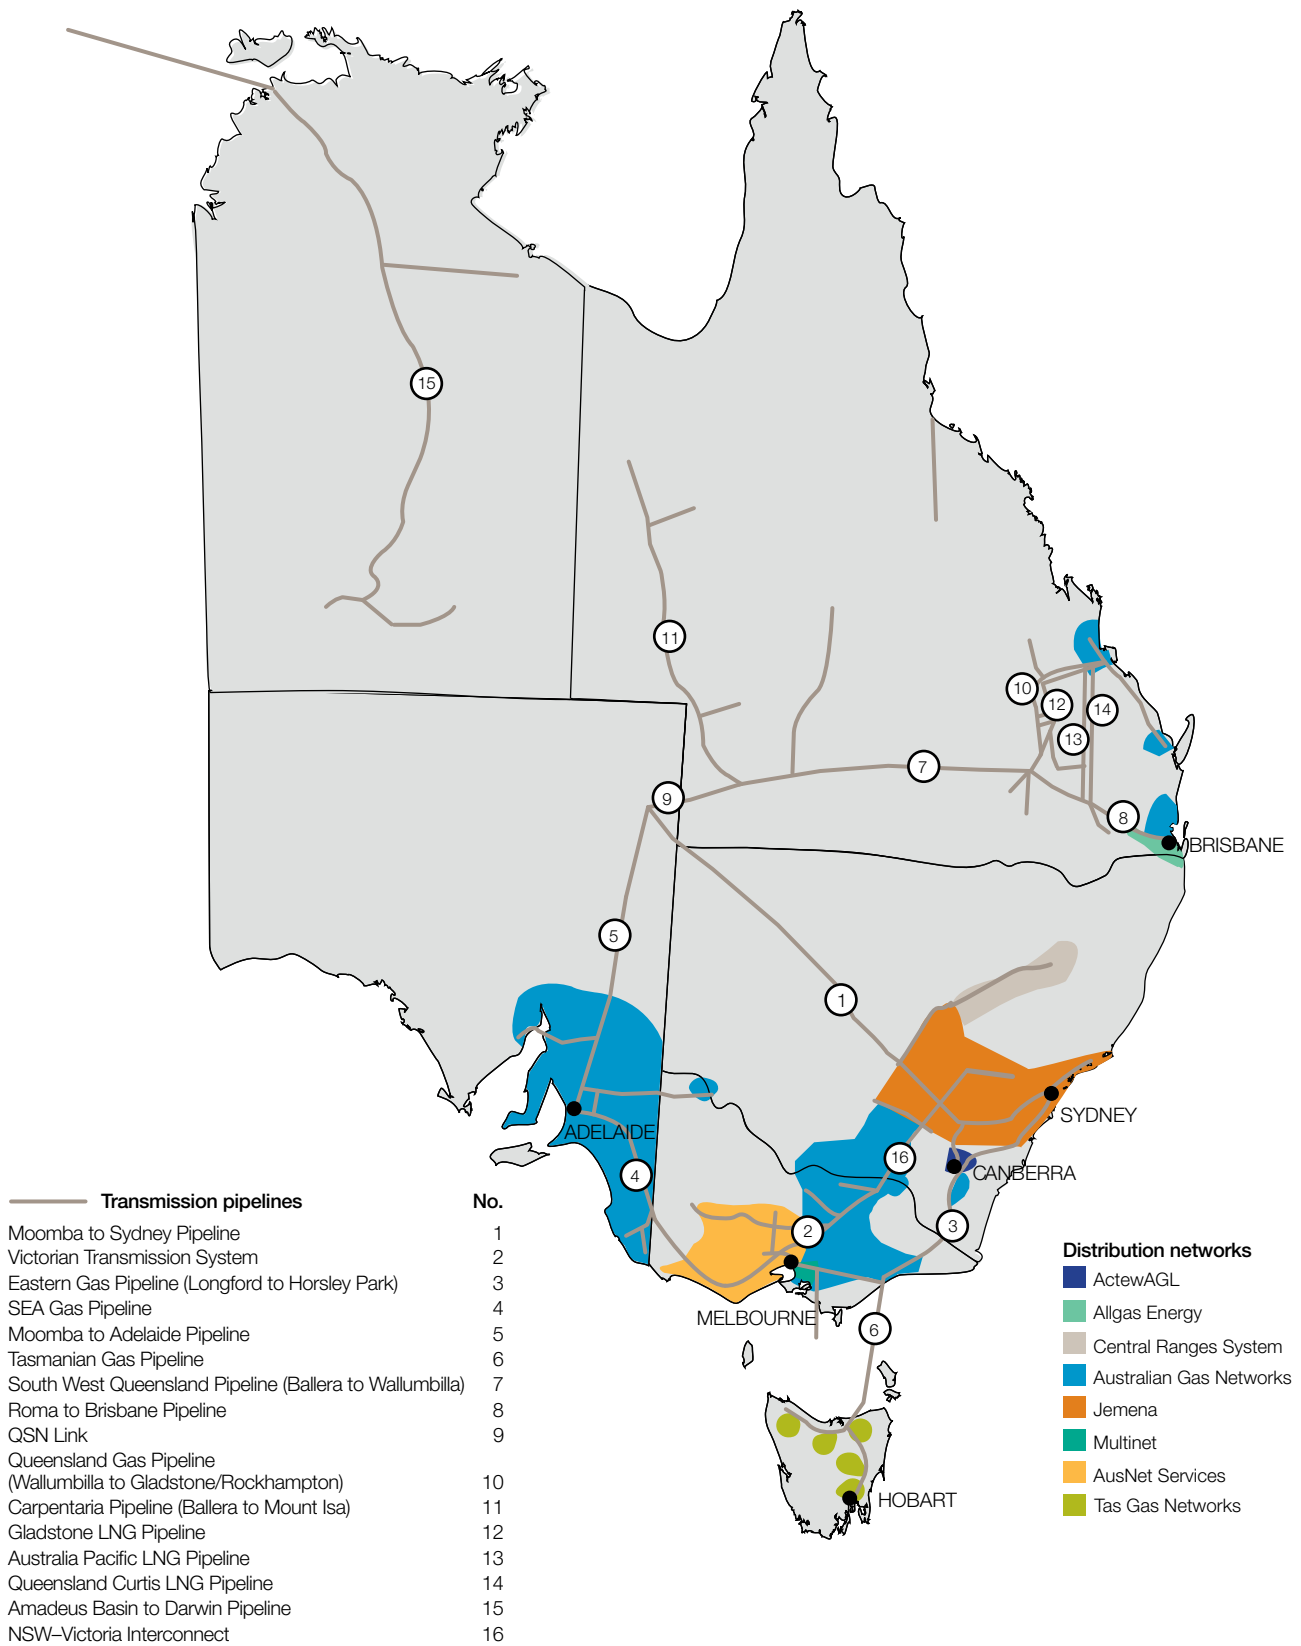 15
11
10
12
14
13
7
9
8
BRISBANE
5
1
SYDNEY
ADELAIDE
16
CANBERRA
4
3
2
MELBOURNE
6
HOBART
Transmission pipelines No.
Moomba to Sydney Pipeline 1
Victorian Transmission System 2
Eastern Gas Pipeline (Longford to Horsley Park) 3
SEA Gas Pipeline 4
Moomba to Adelaide Pipeline 5
Tasmanian Gas Pipeline 6
South West Queensland Pipeline (Ballera to Wallumbilla) 7
Roma to Brisbane Pipeline 8
QSN Link 9
Queensland Gas Pipeline
(Wallumbilla to Gladstone/Rockhampton) 10
Carpentaria Pipeline (Ballera to Mount Isa) 11
Gladstone LNG Pipeline 12
Australia Pacific LNG Pipeline 13
Queensland Curtis LNG Pipeline 14
Amadeus Basin to Darwin Pipeline 15
NSW–Victoria Interconnect 16
Distribution networks
ActewAGL
Allgas Energy
Central Ranges System
Australian Gas Networks
Jemena
Multinet
AusNet Services
Tas Gas Networks